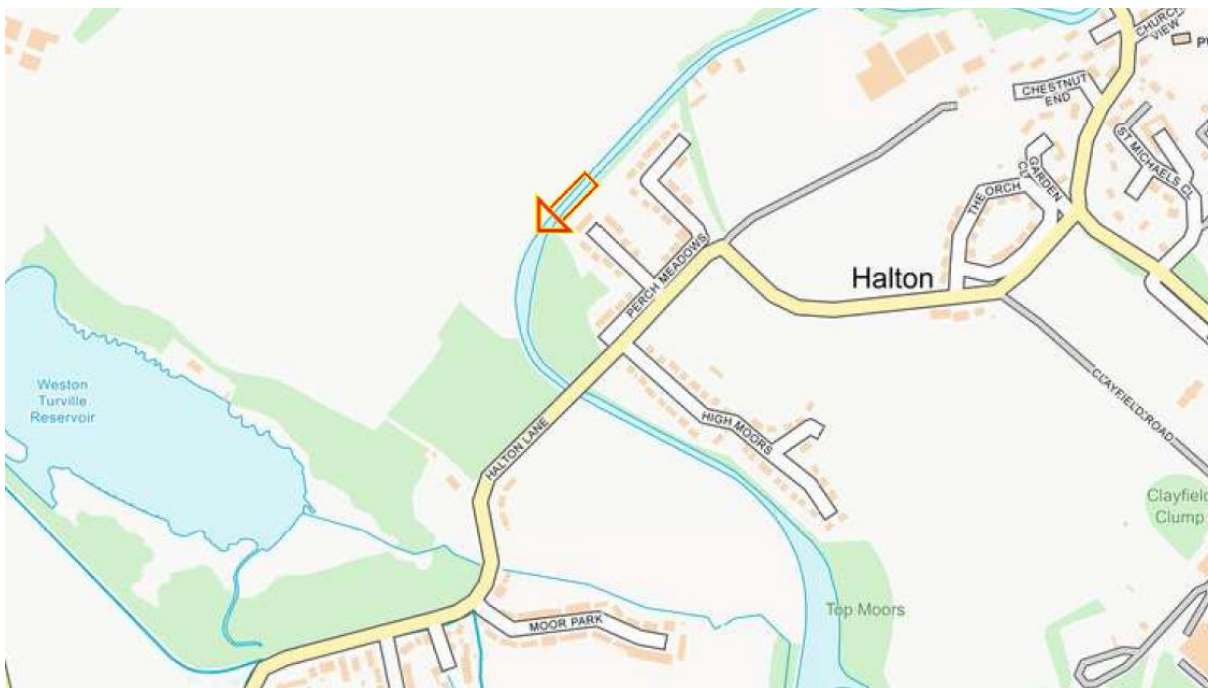 CHURCH
VIEW
CHESTNUT
END
ST MICHAELS CL
GARDEN
CL
THE ORCH
PERCH MEADOWS
Halton
Weston
Turville
Reservoir
CLAYFIELD ROAD
HIGH MOORS
HALTON LANE
Clayfield
Clump
Top Moors
MOOR PARK